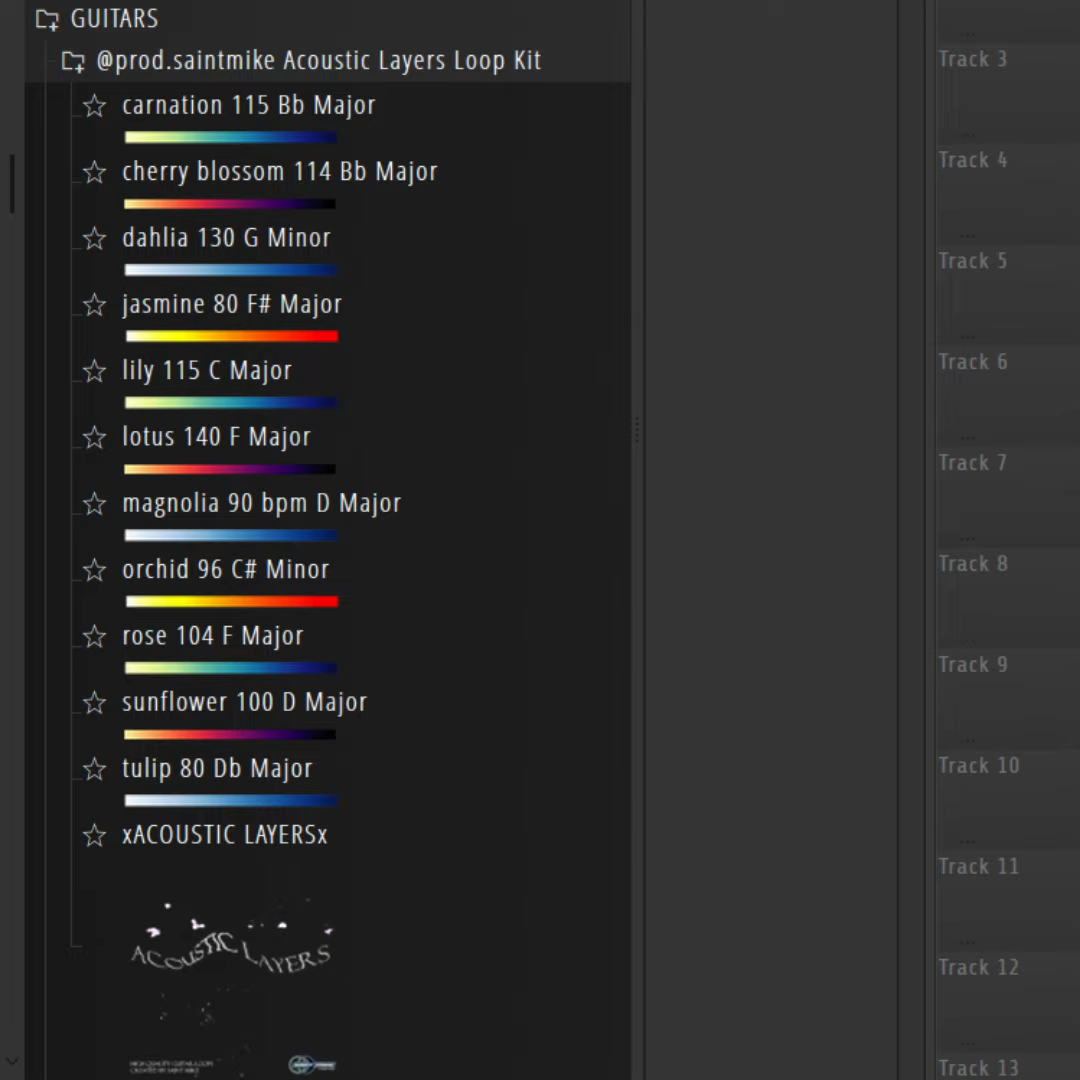 GUITARS
@prod.saintmike Acoustic Layers Loop Kit
carnation 115 Bb Major
cherry blossom 114 Bb Major
dahlia 130 G Minor
jasmine 80 F# Major
lily 115 C Major
lotus 140 F Major
magnolia 90 bpm D Major
orchid 96 C# Minor
rose 104 F Major
sunflower 100 D Major
tulip 80 Db Major
xACOUSTIC LAYERSx
ACOUSTIC LAYERS
Track 3
Track 4
Track 5
Track 6
Track 7
Track 8
Track 9
Track 10
Track 11
Track 12
Track 13